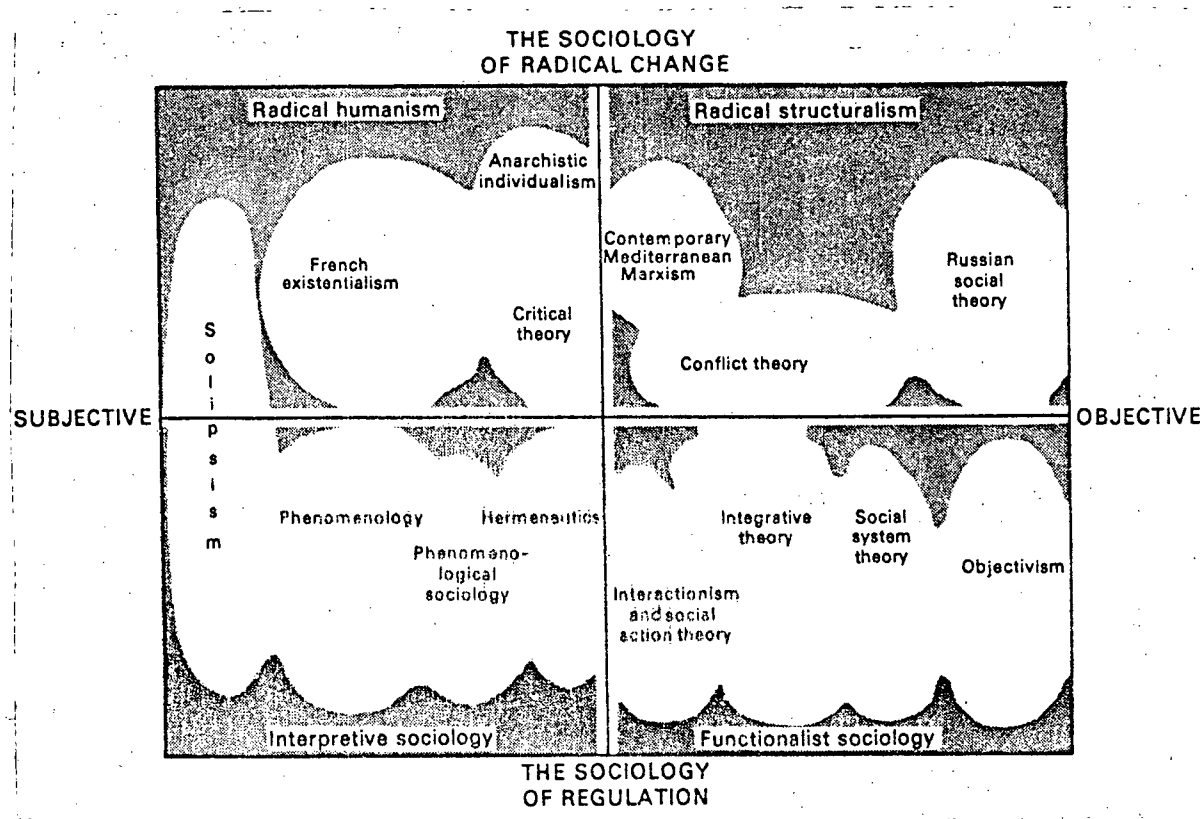 THE SOCIOLOGY
OF RADICAL CHANGE
Radical humanism
Radical structuralism
Anarchistic
individualism
French
existentialism
Critical
theory
Contemporary
Mediterranean
Marxism
Russian
social
theory
Conflict theory
Solipsism
SUBJECTIVE
OBJECTIVE
Phenomenology
Hermeneutics
Phenomeno-
logical
sociology
Integrative
theory
Social
system
theory
Objectivism
Interactionism
and social
action theory
Interpretive sociology
Functionalist sociology
THE SOCIOLOGY
OF REGULATION